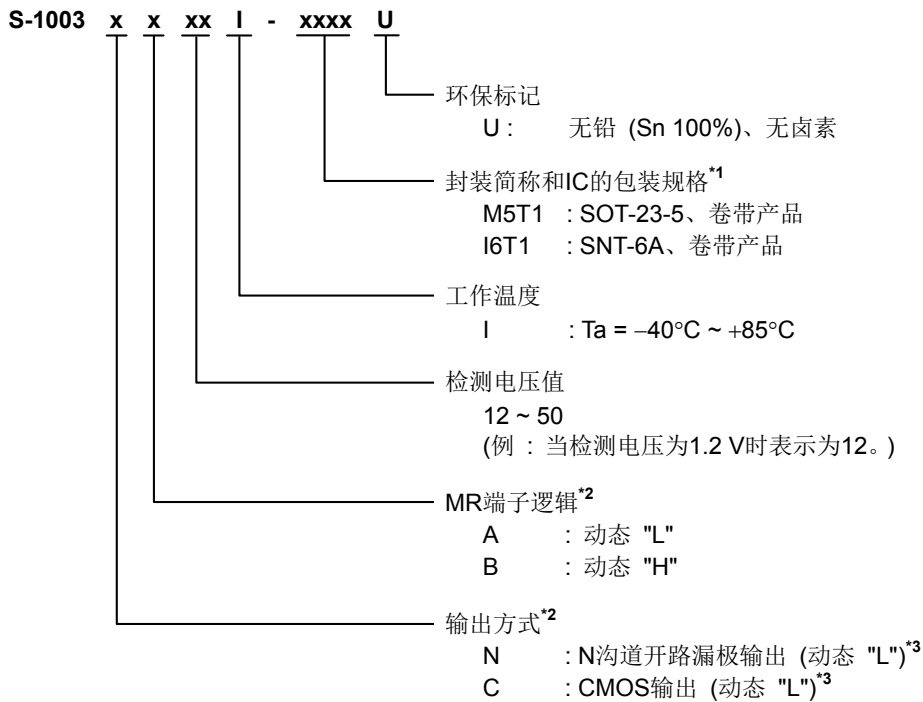 S-1003 x x xx I - xxxx U
环保标记
U : 无铅 (Sn 100%)、无卤素
封装简称和IC的包装规格*1
M5T1 : SOT-23-5、卷带产品
I6T1 : SNT-6A、卷带产品
工作温度
I : Ta = −40°C ~ +85°C
检测电压值
12 ~ 50
(例 : 当检测电压为1.2 V时表示为12。)
MR端子逻辑*2
A : 动态 "L"
B : 动态 "H"
输出方式*2
N : N沟道开路漏极输出 (动态 "L")*3
C : CMOS输出 (动态 "L")*3